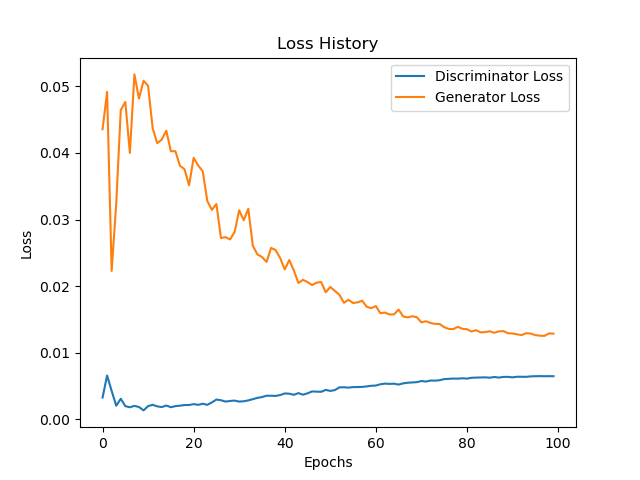 Loss History
Discriminator Loss
Generator Loss
0.05
0.04
0.03
0.02
0.01
0.00
Loss
0 20 40 60 80 100
Epochs